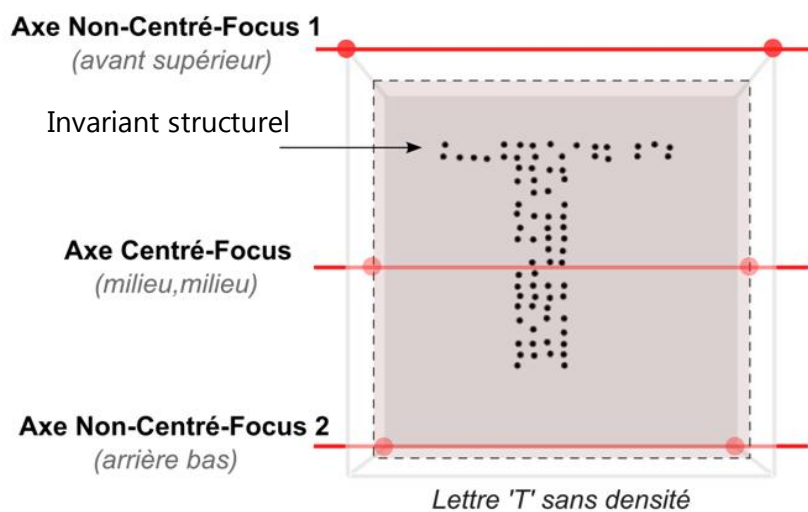 Axe Non-Centré-Focus 1
(avant supérieur)
Invariant structurel
Axe Centré-Focus
(milieu,milieu)
Axe Non-Centré-Focus 2
(arrière bas)
Lettre 'T' sans densité